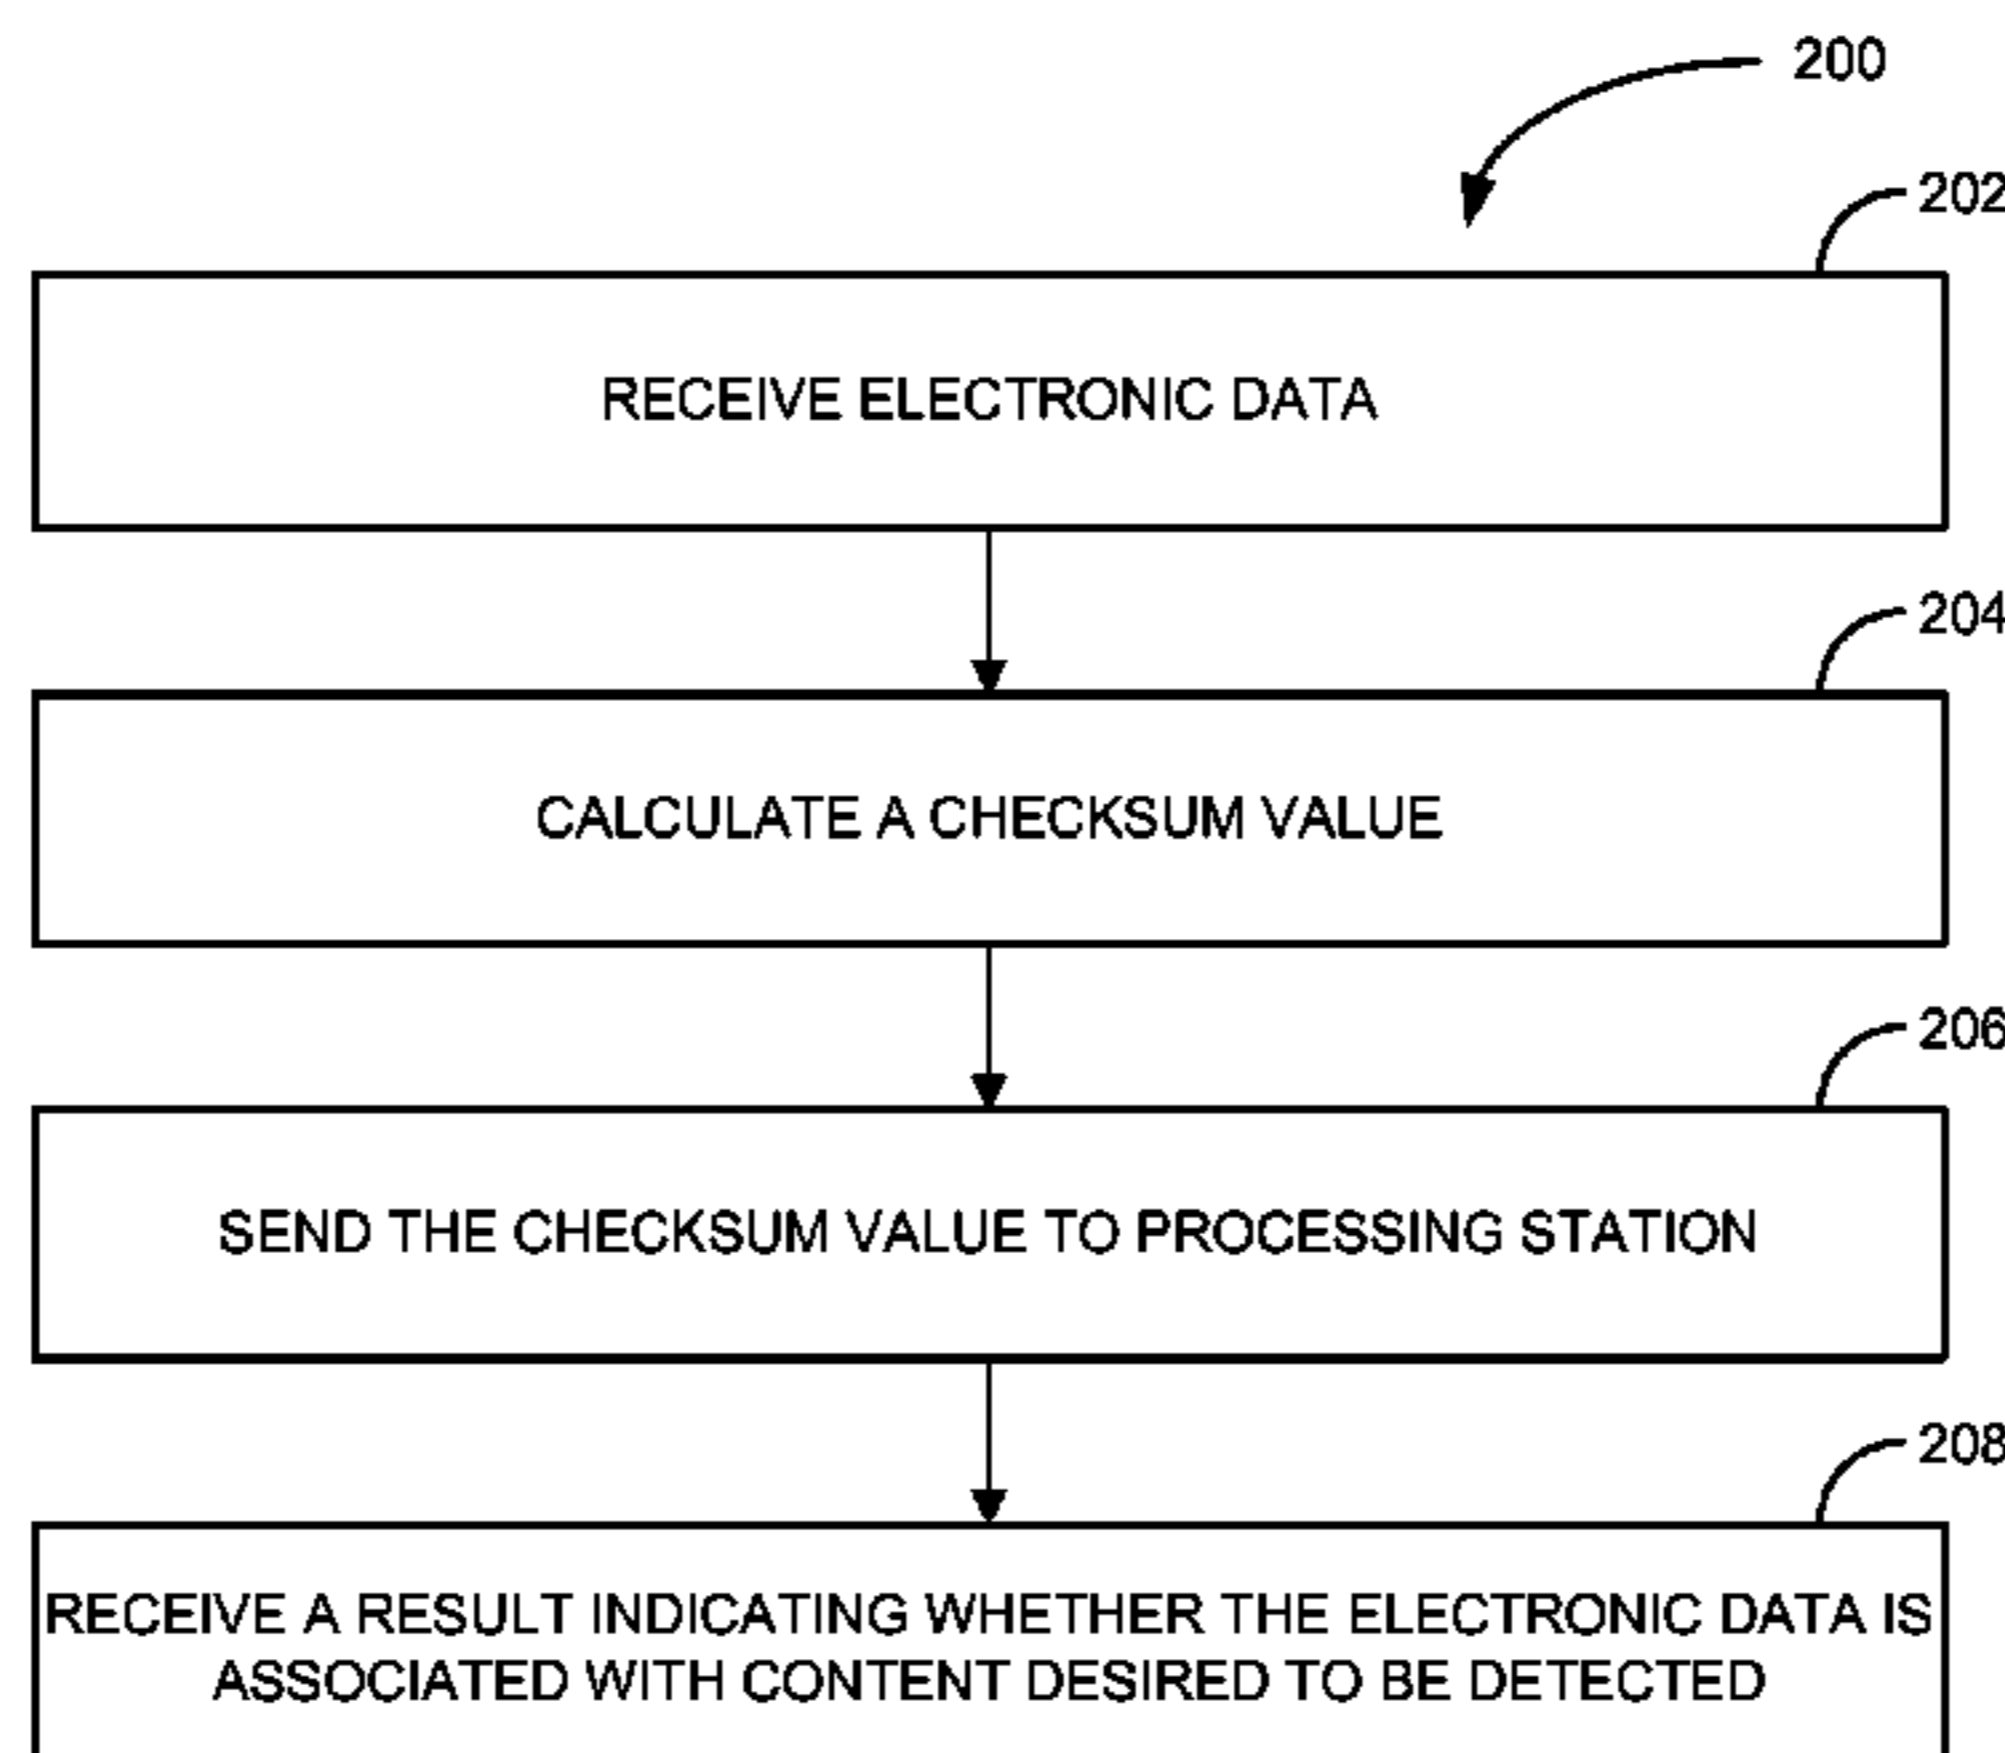 200
202
RECEIVE ELECTRONIC DATA
204
CALCULATE A CHECKSUM VALUE
206
SEND THE CHECKSUM VALUE TO PROCESSING STATION
208
RECEIVE A RESULT INDICATING WHETHER THE ELECTRONIC DATA IS
ASSOCIATED WITH CONTENT DESIRED TO BE DETECTED